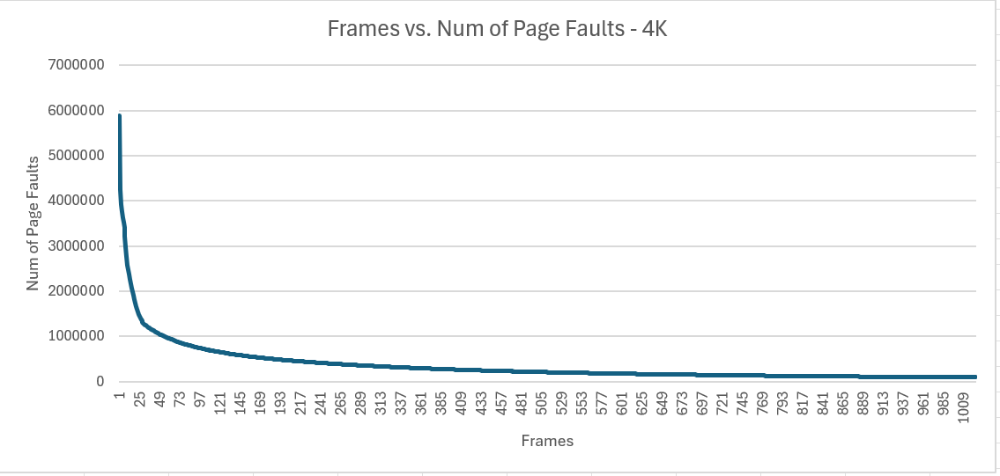 Frames vs. Num of Page Faults - 4K
7000000
6000000
5000000
4000000
3000000
2000000
1000000
0
Num of Page Faults
1 25 49 73 97 121 145 169 193 217 241 265 289 313 337 361 385 409 433 457 481 505 529 553 577 601 625 649 673 697 721 745 769 793 817 841 865 889 913 937 961 985 1009
Frames